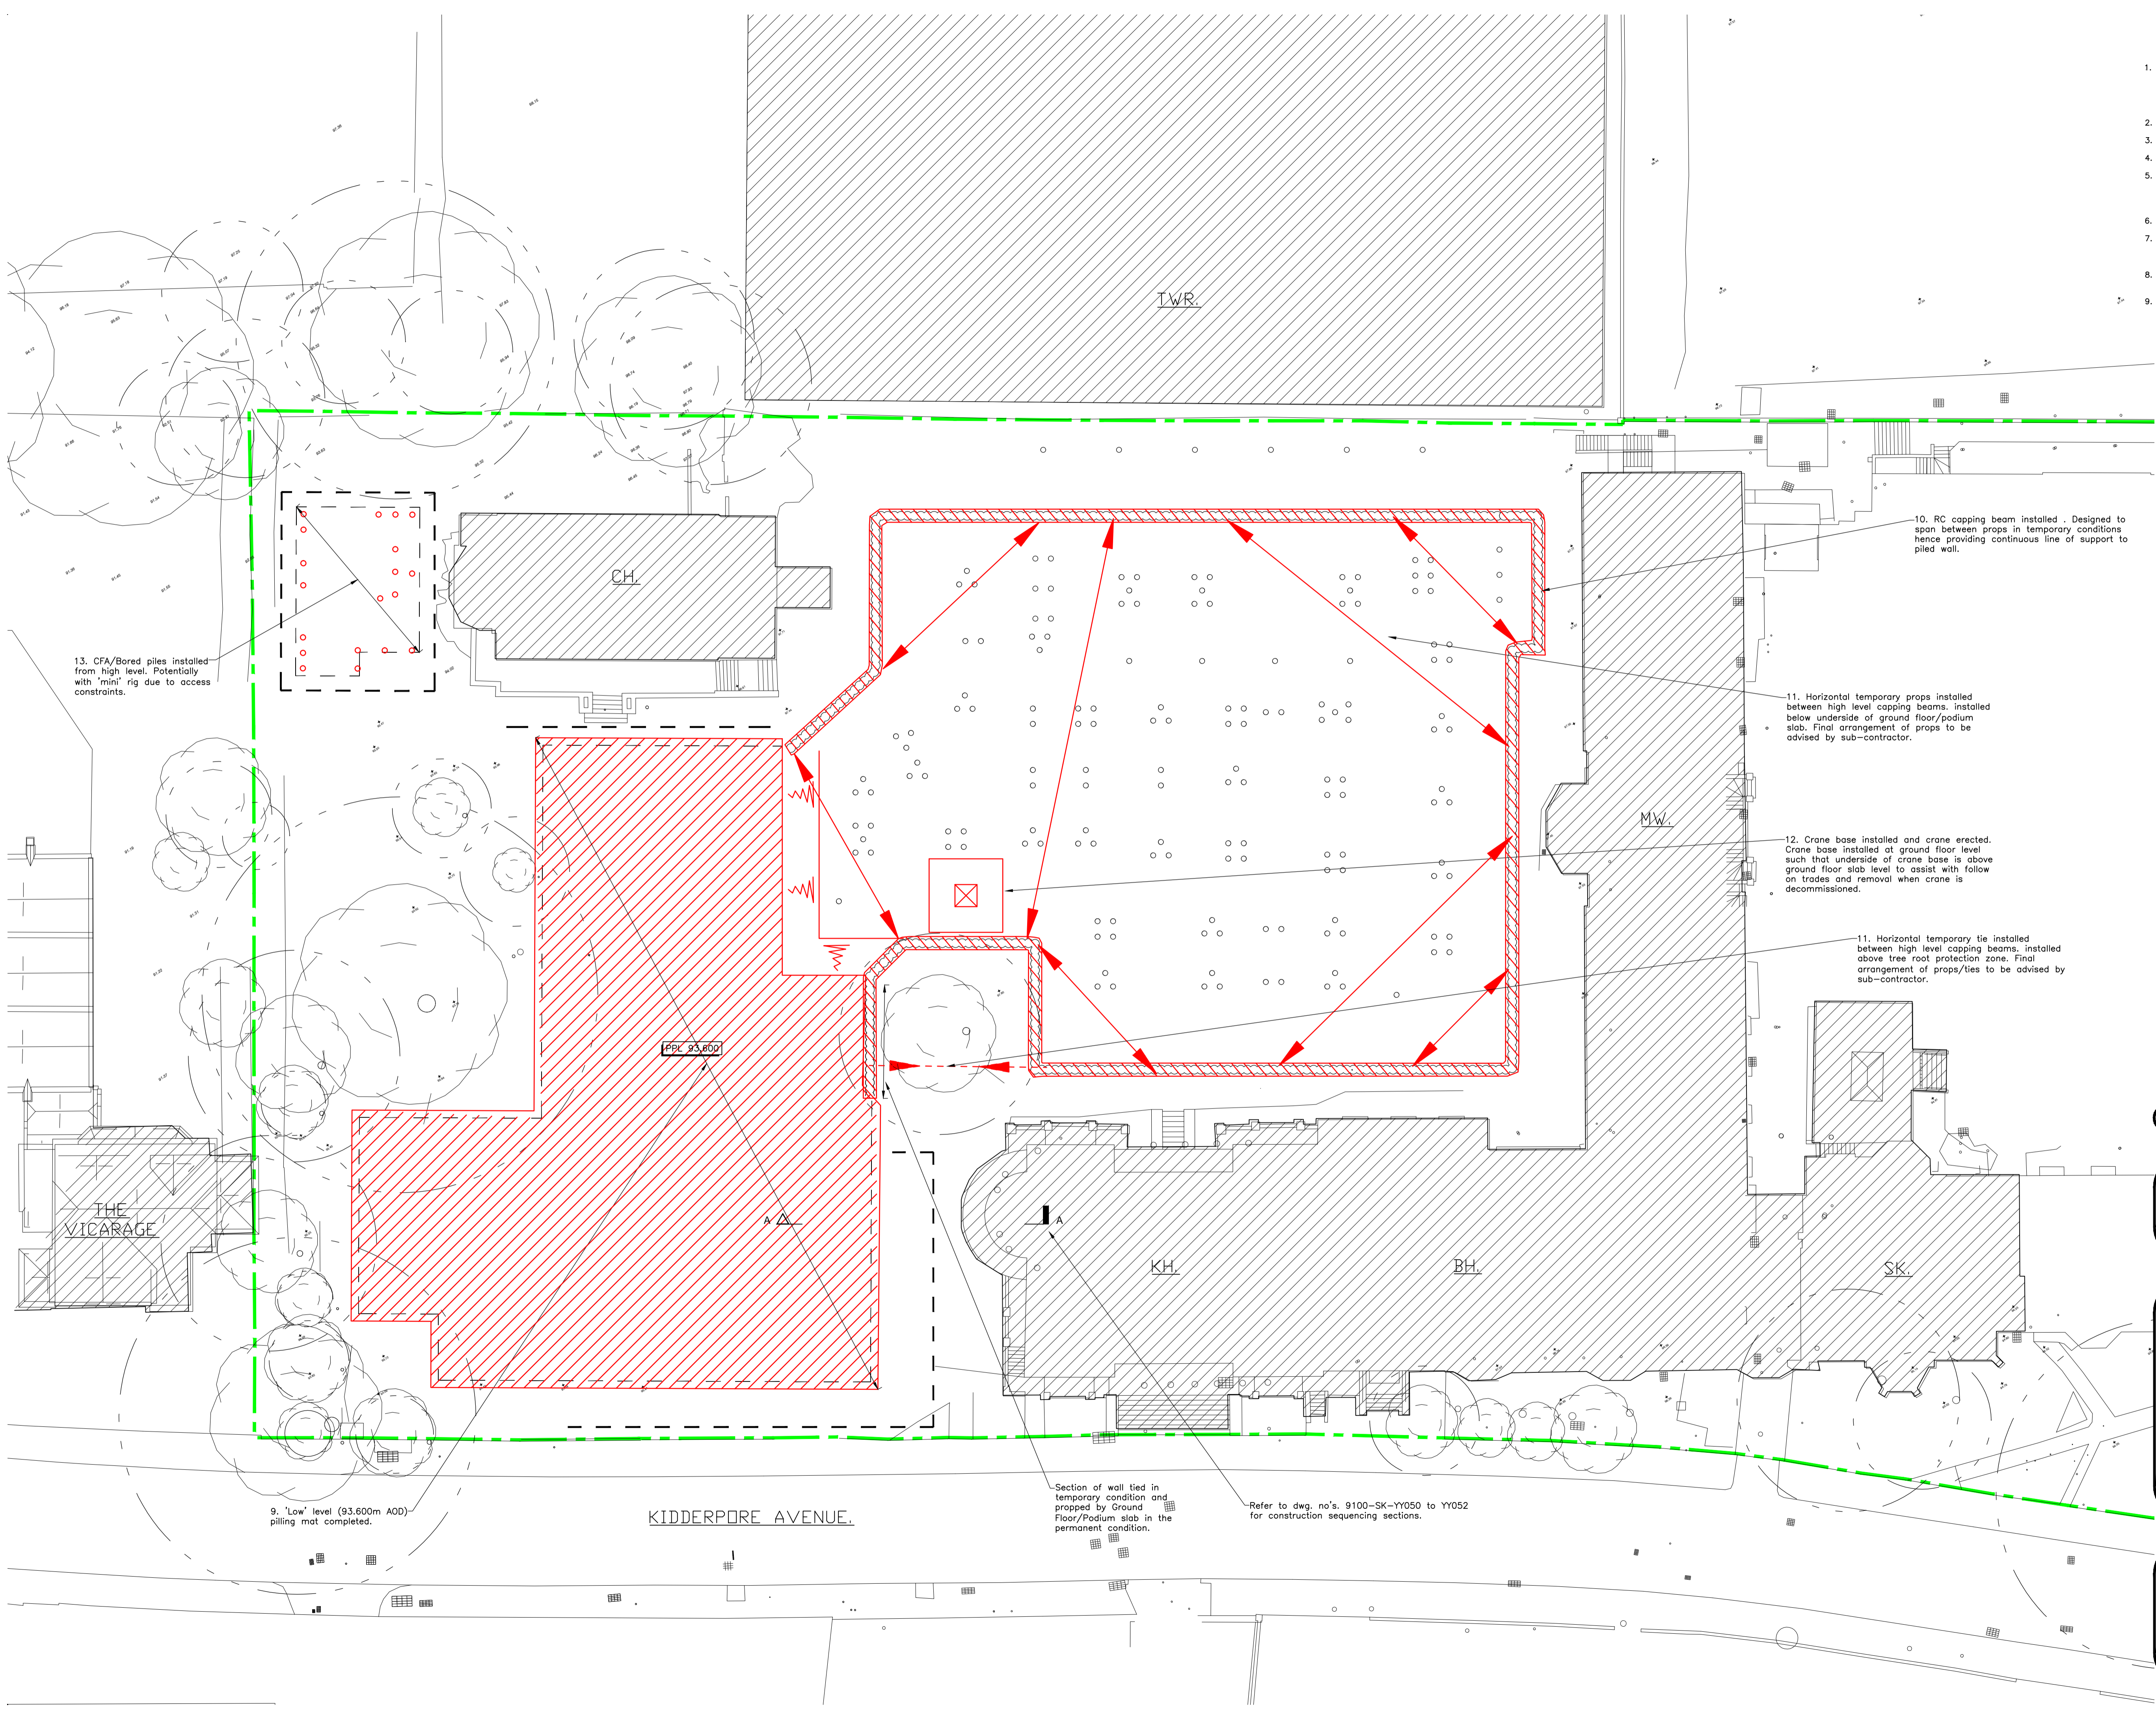 1.
2.
3.
4.
5.
6.
7.
8.
9.
TWR.
10. RC capping beam installed . Designed to
span between props in temporary conditions
hence providing continuous line of support to
piled wall.
CH.
13. CFA/Bored piles installed
from high level. Potentially
with 'mini' rig due to access
constraints.
11. Horizontal temporary props installed
between high level capping beams. installed
below underside of ground floor/podium
slab. Final arrangement of props to be
advised by sub-contractor.
MW.
12. Crane base installed and crane erected.
Crane base installed at ground floor level
such that underside of crane base is above
ground floor slab level to assist with follow
on trades and removal when crane is
decommissioned.
11. Horizontal temporary tie installed
between high level capping beams. installed
above tree root protection zone. Final
arrangement of props/ties to be advised by
sub-contractor.
PPL 93.600
THE
VICARAGE
A
A
KH.
BH.
SK.
9. 'Low' level (93.600m AOD)
pilling mat completed.
KIDDERPORE AVENUE.
Section of wall tied in
temporary condition and
propped by Ground
Floor/Podium slab in the
permanent condition.
Refer to dwg. no's. 9100-SK-YY050 to YY052
for construction sequencing sections.